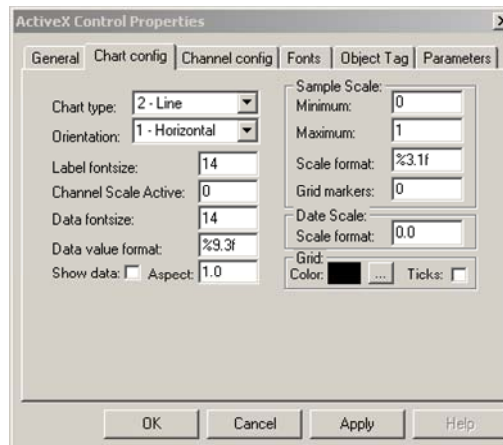 ActiveX Control Properties
General Chart config Channel config Fonts Object Tag Parameters
Chart type: 2 - Line
Orientation: 1 - Horizontal
Label fontsize: 14
Channel Scale Active: 0
Data fontsize: 14
Data value format: %9.3f
Show data: Aspect: 1.0
Sample Scale:
Minimum: 0
Maximum: 1
Scale format: %3.1f
Grid markers: 0
Date Scale:
Scale format: 0.0
Grid:
Color: ... Ticks:
OK Cancel Apply Help